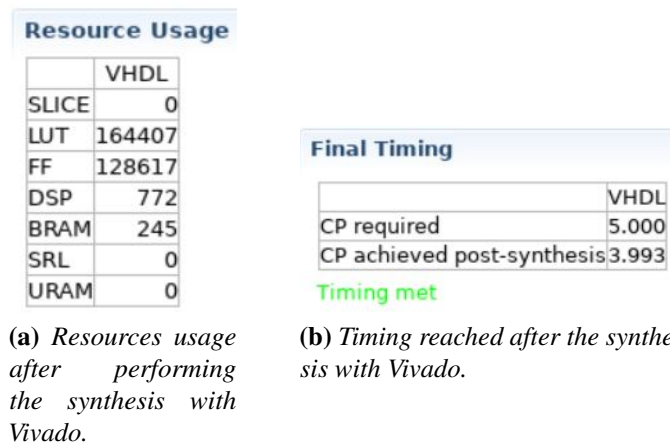 Resource Usage
VHDL
SLICE 0
LUT 164407
FF 128617
DSP 772
BRAM 245
SRL 0
URAM 0
(a) Resources usage
after performing
the synthesis with
Vivado.
Final Timing
VHDL
CP required 5.000
CP achieved post-synthesis 3.993
Timing met
(b) Timing reached after the synthe
sis with Vivado.